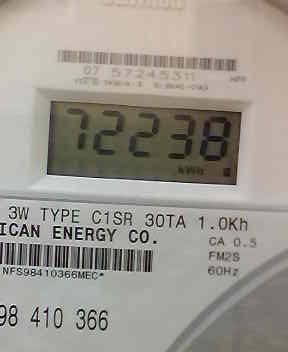 07 57245311
72238
kWh
3W TYPE C1SR 30TA 1.0Kh
ICAN ENERGY CO.
CA 0.5
FM2S
NFS98410366MEC*
60Hz
98 410 366